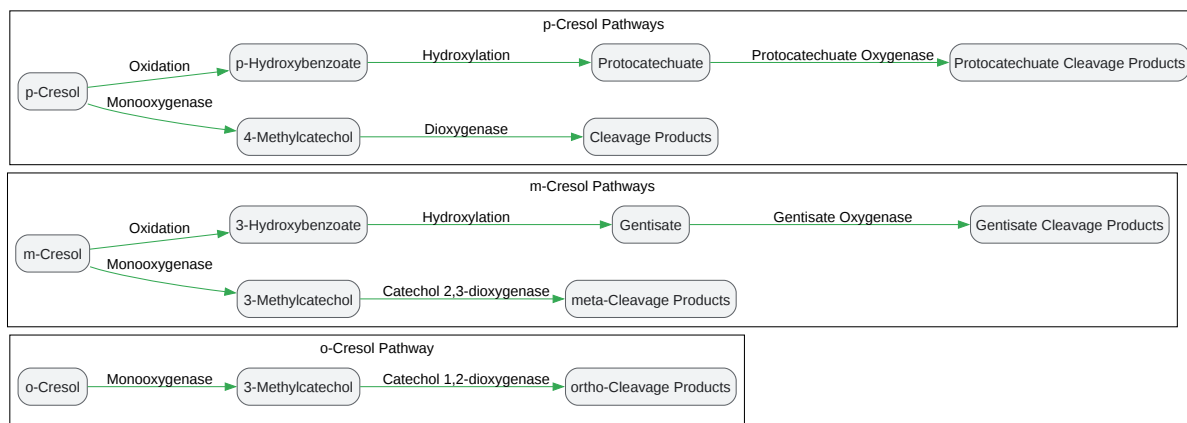 p-Cresol Pathways
p-Cresol
Oxidation
p-Hydroxybenzoate
Hydroxylation
Protocatechuate
Protocatechuate Oxygenase
Protocatechuate Cleavage Products
Monooxygenase
4-Methylcatechol
Dioxygenase
Cleavage Products
m-Cresol Pathways
m-Cresol
Oxidation
3-Hydroxybenzoate
Hydroxylation
Gentisate
Gentisate Oxygenase
Gentisate Cleavage Products
Monooxygenase
3-Methylcatechol
Catechol 2,3-dioxygenase
meta-Cleavage Products
o-Cresol Pathway
o-Cresol
Monooxygenase
3-Methylcatechol
Catechol 1,2-dioxygenase
ortho-Cleavage Products